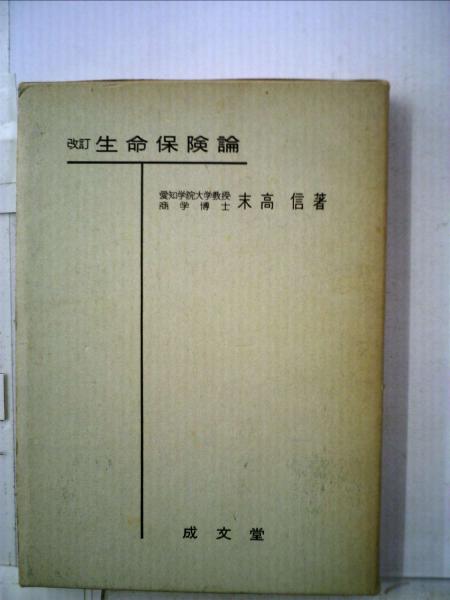 改訂 生命保険論
愛知学院大学教授
商学博士 末高信著
成文堂